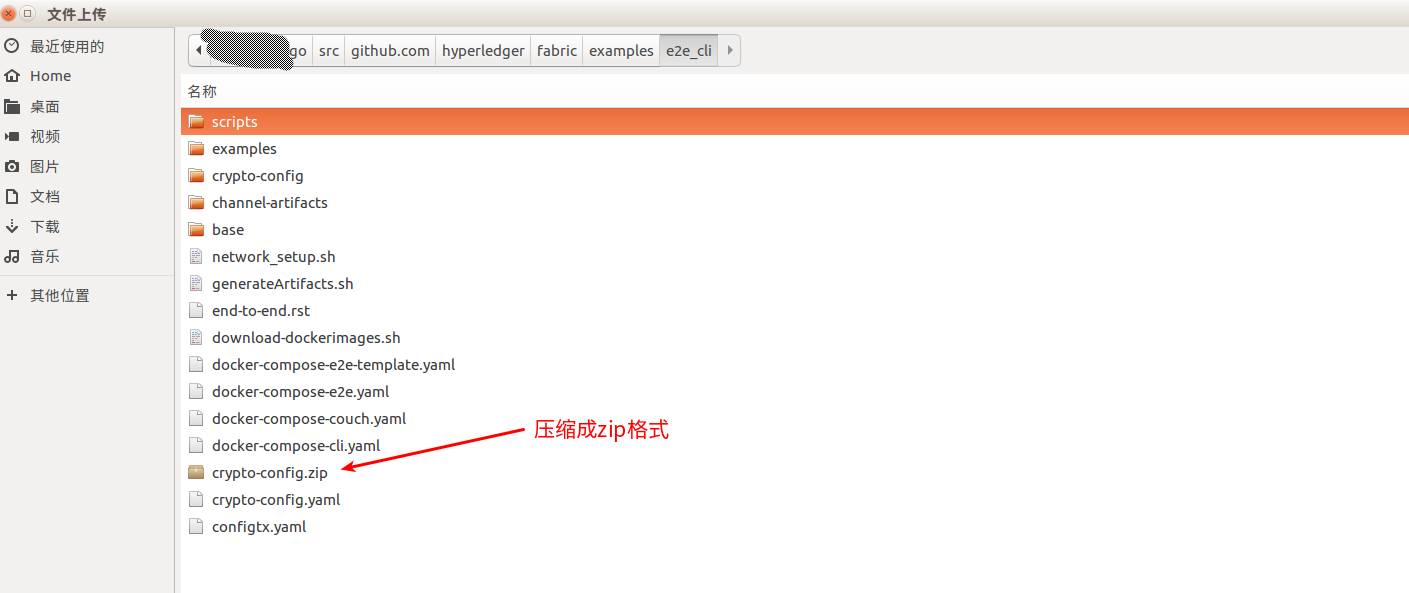 文件上传
最近使用的
Home
桌面
视频
图片
文档
下载
音乐
其他位置
go src github.com hyperledger fabric examples e2e_cli
名称
scripts
examples
crypto-config
channel-artifacts
base
network_setup.sh
generateArtifacts.sh
end-to-end.rst
download-dockerimages.sh
docker-compose-e2e-template.yaml
docker-compose-e2e.yaml
docker-compose-couch.yaml
docker-compose-cli.yaml
crypto-config.zip
crypto-config.yaml
configtx.yaml
压缩成zip格式